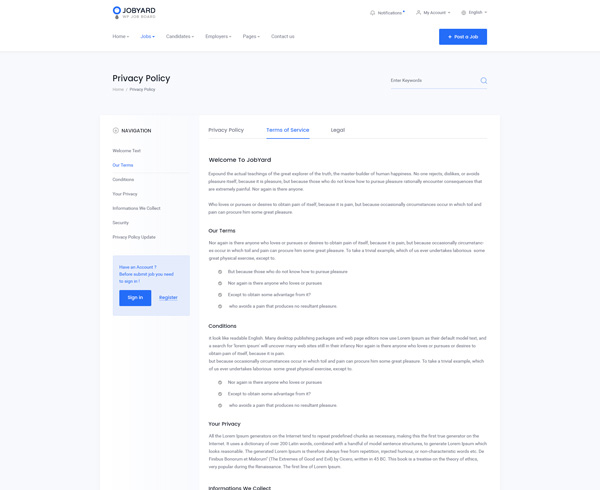 JOBYARD
WP JOB BOARD
Notifications
My Account
English
Home
Jobs
Candidates
Employers
Pages
Contact us
+ Post a Job
Privacy Policy
Home / Privacy Policy
Enter Keywords
NAVIGATION
Welcome Text
Our Terms
Conditions
Your Privacy
Informations We Collect
Security
Privacy Policy Update
Have an Account ?
Before submit job you need
to sign in !
Sign in
Register
Privacy Policy
Terms of Service
Legal
Welcome To JobYard
Expound the actual teachings of the great explorer of the truth, the master-builder of human happiness. No one rejects, dislikes, or avoids
pleasure itself, because it is pleasure, but because those who do not know how to pursue pleasure rationally encounter consequences that
are extremely painful. Nor again is there anyone.
Who loves or pursues or desires to obtain pain of itself, because it is pain, but because occasionally circumstances occur in which toil and
pain can procure him some great pleasure
Our Terms
Nor again is there anyone who loves or pursues or desires to obtain pain of itself, because it is pain, but because occasionally circumstanc-
es occur in which toil and pain can procure him some great pleasure. To take a trivial example, which of us ever undertakes laborious some
great physical exercise, except to.
But because those who do not know how to pursue pleasure
Nor again is there anyone who loves or pursues
Except to obtain some advantage from it?
who avoids a pain that produces no resultant pleasure
Conditions
A look like readable English. Many desktop publishing packages and web page editors now use Lorem Ipsum as their default model text, and
a search for 'lorem ipsum' will uncover many web sites still in their infancy. Nor again is there anyone who loves or pursues or desires to
obtain pain of itself, because it is pain.
but because occasionally circumstances occur in which toil and pain can procure him some great pleasure. To take a trivial example, which
of us ever undertakes laborious some great physical exercise, except to.
Nor again is there anyone who loves or pursues
Except to obtain some advantage from it?
who avoids a pain that produces no resultant pleasure
Your Privacy
All the Lorem Ipsum generators on the Internet tend to repeat predefined chunks as necessary, making this the first true generator on the
Internet. It uses a dictionary of over 200 Latin words, combined with a handful of model sentence structures, to generate Lorem Ipsum which
looks reasonable. The generated Lorem Ipsum is therefore always free from repetition, injected humour, or non-characteristic words etc. De
Finibus Bonorum et Malorum" (The Extremes of Good and Evil) by Cicero, written in 45 BC. This book is a treatise on the theory of ethics,
very popular during the Renaissance. The first line of Lorem Ipsum.
Informations We Collect